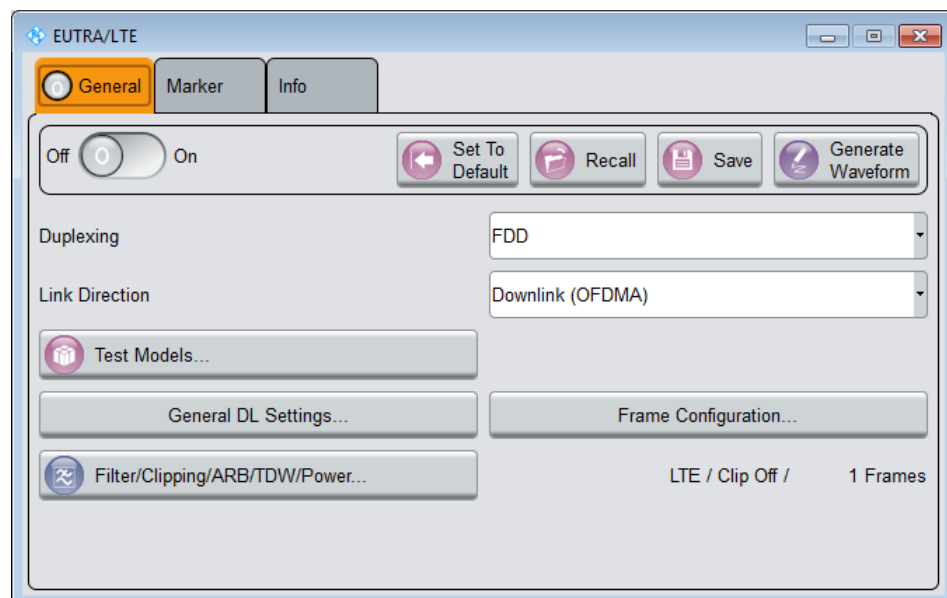 EUTRA/LTE
General Marker Info
Off On Set To Default Recall Save Generate Waveform
Duplexing FDD
Link Direction Downlink (OFDMA)
Test Models...
General DL Settings... Frame Configuration...
Filter/Clipping/ARB/TDW/Power... LTE / Clip Off / 1 Frames